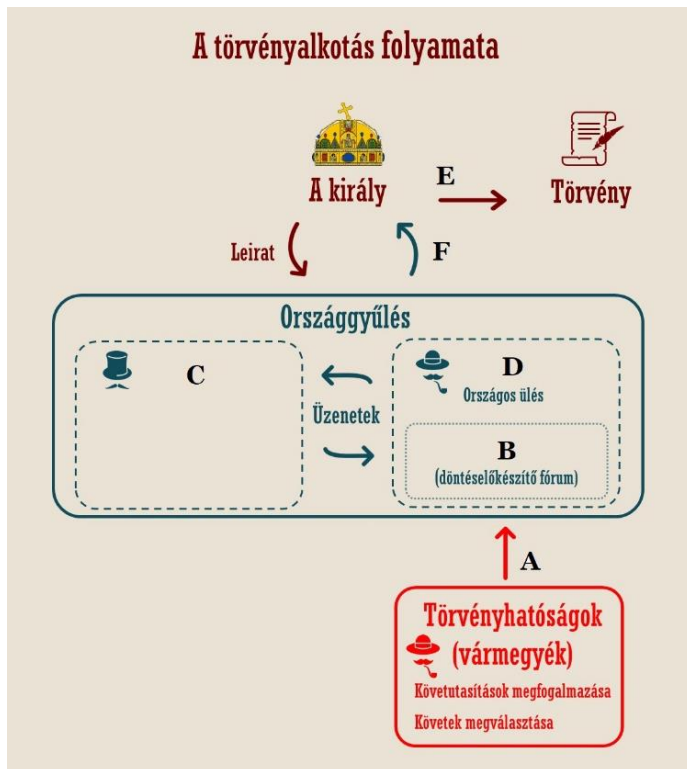 A törvényalkotás folyamata
A király
E
Törvény
Leirat
F
Országgyűlés
C
D
Országos ülés
Üzenetek
B
(döntéselőkészítő fórum)
A
Törvényhatóságok
(vármegyék)
Követutasítások megfogalmazása
Követek megválasztása